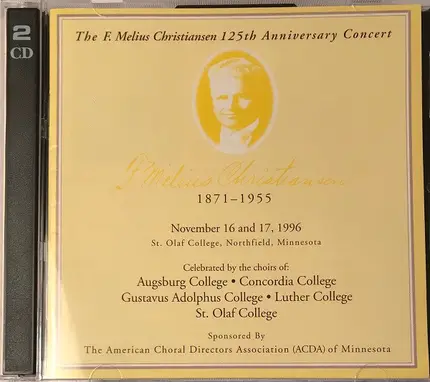 2
CD
The F. Melius Christiansen 125th Anniversary Concert
F Melius Christiansen
1871–1955
November 16 and 17, 1996
St. Olaf College, Northfield, Minnesota
Celebrated by the choirs of:
Augsburg College • Concordia College
Gustavus Adolphus College • Luther College
St. Olaf College
Sponsored By
The American Choral Directors Association (ACDA) of Minnesota